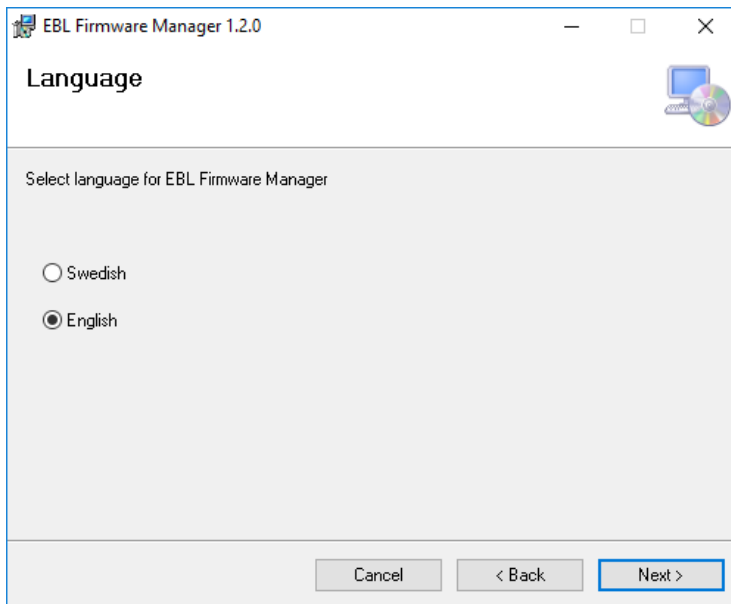 EBL Firmware Manager 1.2.0
Language
Select language for EBL Firmware Manager
Swedish
English
Cancel
< Back
Next >